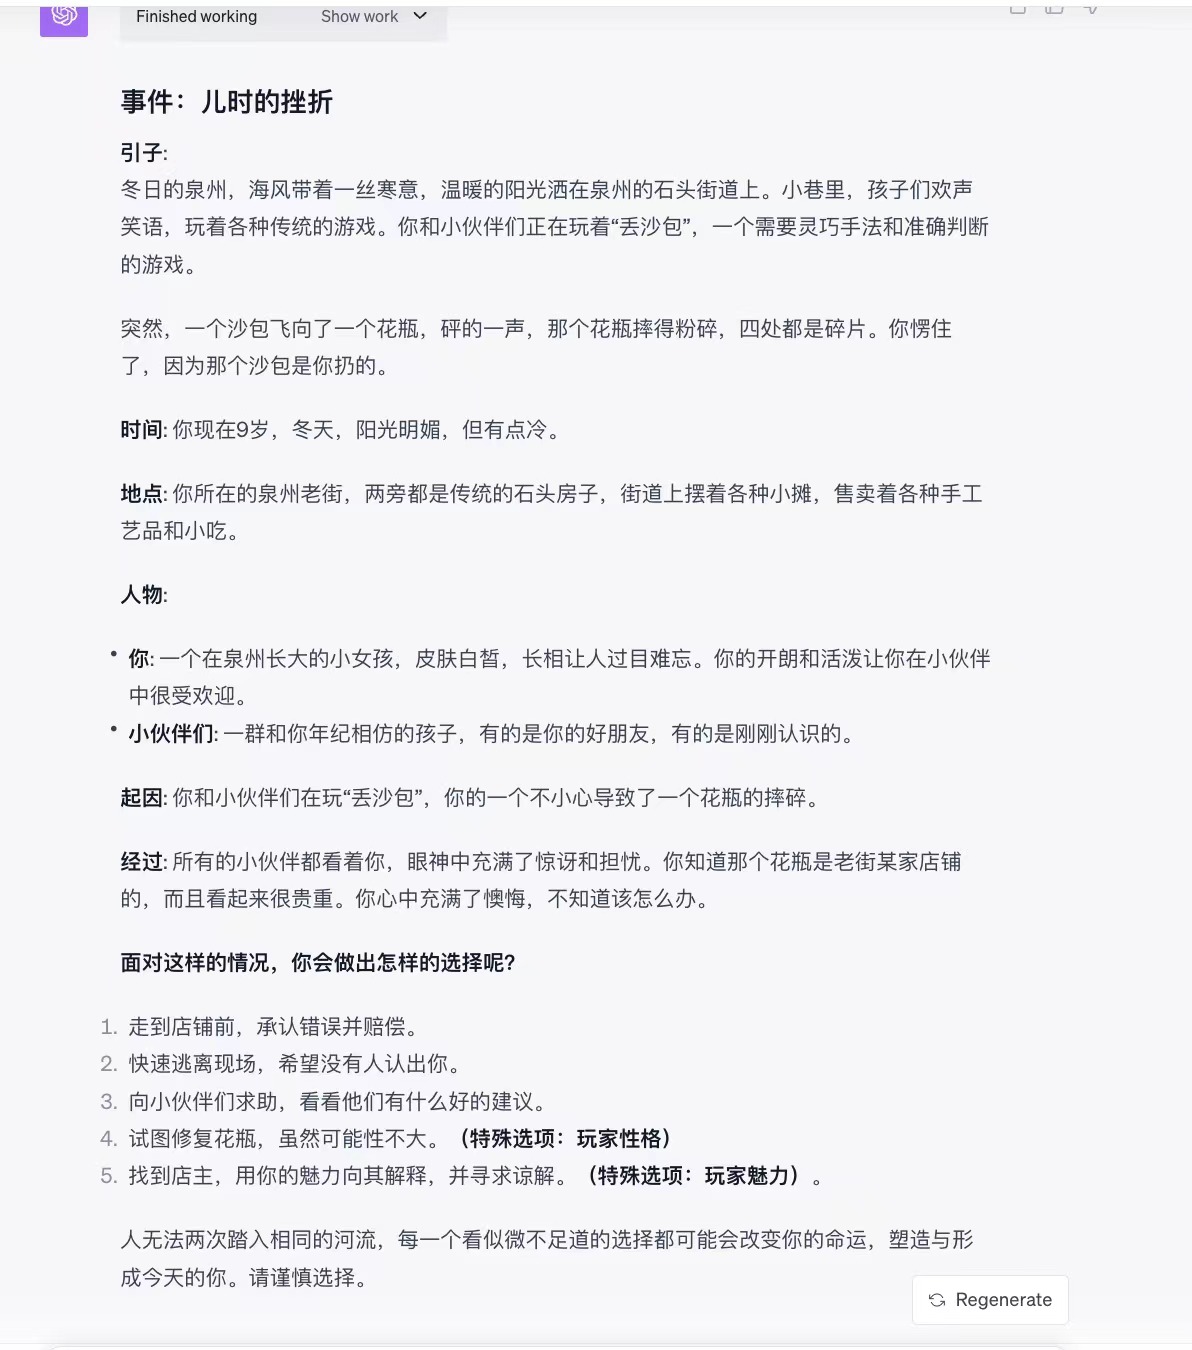 Finished working Show work
事件：儿时的挫折
引子:
冬日的泉州，海风带着一丝寒意，温暖的阳光洒在泉州的石头街道上。小巷里，孩子们欢声
笑语，玩着各种传统的游戏。你和小伙伴们正在玩着“丢沙包”，一个需要灵巧手法和准确判断
的游戏。
突然，一个沙包飞向了一个花瓶，砰的一声，那个花瓶摔得粉碎，四处都是碎片。你愣住
了，因为那个沙包是你扔的。
时间: 你现在9岁，冬天，阳光明媚，但有点冷。
地点: 你所在的泉州老街，两旁都是传统的石头房子，街道上摆着各种小摊，售卖着各种手工
艺品和小吃。
人物:
• 你: 一个在泉州长大的小女孩，皮肤白皙，长相让人过目难忘。你的开朗和活泼让你在小伙伴
中很受欢迎。
• 小伙伴们: 一群和你年纪相仿的孩子，有的是你的好朋友，有的是刚刚认识的。
起因: 你和小伙伴们在玩“丢沙包”，你的一个不小心导致了一个花瓶的摔碎。
经过: 所有的小伙伴都看着你，眼神中充满了惊讶和担忧。你知道那个花瓶是老街某家店铺
的，而且看起来很贵重。你心中充满了懊悔，不知道该怎么办。
面对这样的情况，你会做出怎样的选择呢?
1. 走到店铺前，承认错误并赔偿。
2. 快速逃离现场，希望没有人认出你。
3. 向小伙伴们求助，看看他们有什么好的建议。
4. 试图修复花瓶，虽然可能性不大。（特殊选项：玩家性格）
5. 找到店主，用你的魅力向其解释，并寻求谅解。（特殊选项：玩家魅力）。
人无法两次踏入相同的河流，每一个看似微不足道的选择都可能会改变你的命运，塑造与形
成今天的你。请谨慎选择。
Regenerate